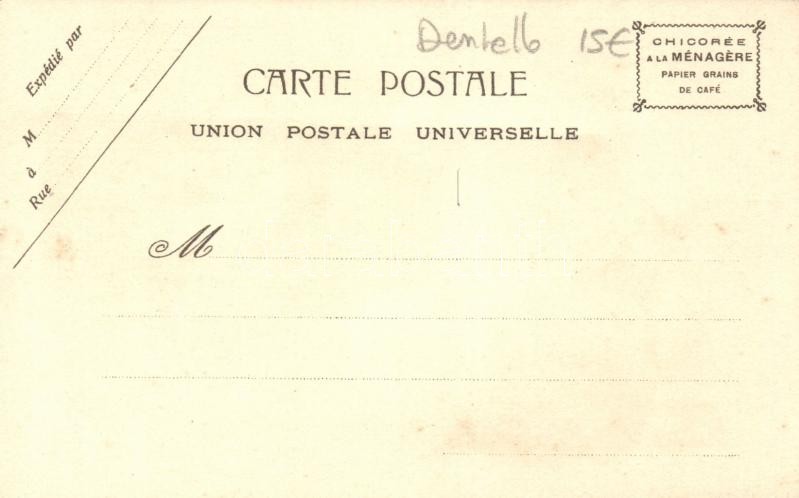 Expédié par
M
à
Rue
Dentelle 15€
CHICORÉE
A LA MÉNAGÈRE
PAPIER GRAINS
DE CAFÉ
CARTE POSTALE
UNION POSTALE UNIVERSELLE
M